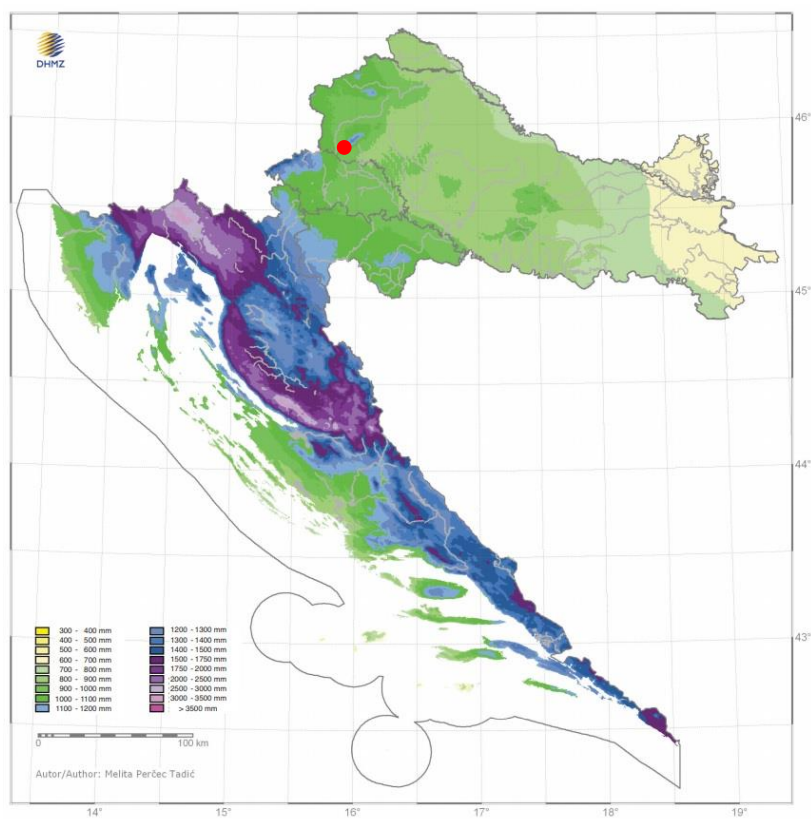 DHMZ
46°
45°
44°
43°
300 - 400 mm
400 - 500 mm
500 - 600 mm
600 - 700 mm
700 - 800 mm
800 - 900 mm
900 - 1000 mm
1000 - 1100 mm
1100 - 1200 mm
1200 - 1300 mm
1300 - 1400 mm
1400 - 1500 mm
1500 - 1750 mm
1750 - 2000 mm
2000 - 2500 mm
2500 - 3000 mm
3000 - 3500 mm
> 3500 mm
0 100 km
Autor/Author: Melita Perčec Tadić
14° 15° 16° 17° 18° 19°